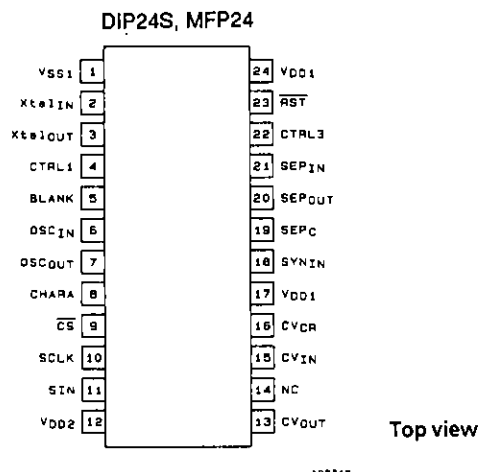 DIP24S, MFP24
VSS1 1 24 VDD1
XtalIN 2 23 RST
XtalOUT 3 22 CTRL3
CTRL1 4 21 SEPIN
BLANK 5 20 SEPOUT
OSCIN 6 19 SEPC
OSCOUT 7 18 SYNIN
CHARA 8 17 VDD1
CS 9 16 CVCR
SCLK 10 15 CVIN
SIN 11 14 NC
VDD2 12 13 CVOUT
Top view